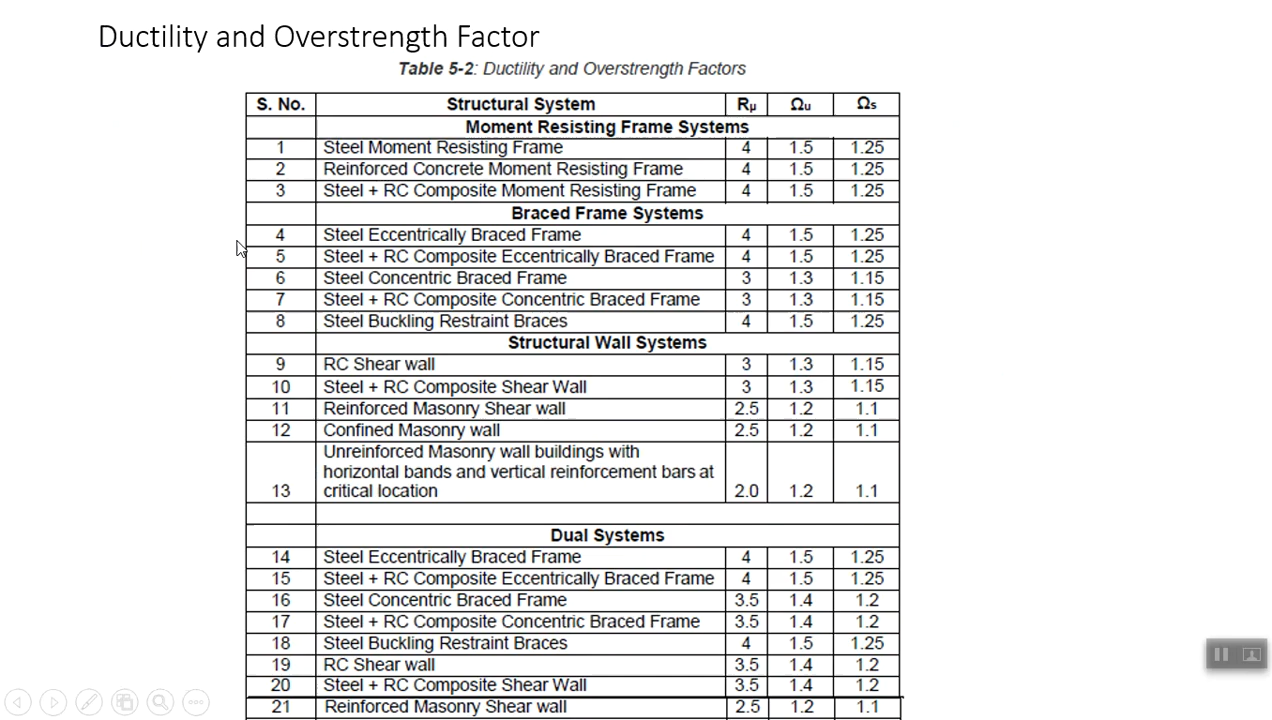 Ductility and Overstrength Factor
Table 5-2: Ductility and Overstrength Factors
S. No. Structural System Rμ Ωu Ωs
Moment Resisting Frame Systems
1 Steel Moment Resisting Frame 4 1.5 1.25
2 Reinforced Concrete Moment Resisting Frame 4 1.5 1.25
3 Steel + RC Composite Moment Resisting Frame 4 1.5 1.25
Braced Frame Systems
4 Steel Eccentrically Braced Frame 4 1.5 1.25
5 Steel + RC Composite Eccentrically Braced Frame 4 1.5 1.25
6 Steel Concentric Braced Frame 3 1.3 1.15
7 Steel + RC Composite Concentric Braced Frame 3 1.3 1.15
8 Steel Buckling Restraint Braces 4 1.5 1.25
Structural Wall Systems
9 RC Shear wall 3 1.3 1.15
10 Steel + RC Composite Shear Wall 3 1.3 1.15
11 Reinforced Masonry Shear wall 2.5 1.2 1.1
12 Confined Masonry wall 2.5 1.2 1.1
Unreinforced Masonry wall buildings with
horizontal bands and vertical reinforcement bars at
13 critical location 2.0 1.2 1.1
Dual Systems
14 Steel Eccentrically Braced Frame 4 1.5 1.25
15 Steel + RC Composite Eccentrically Braced Frame 4 1.5 1.25
16 Steel Concentric Braced Frame 3.5 1.4 1.2
17 Steel + RC Composite Concentric Braced Frame 3.5 1.4 1.2
18 Steel Buckling Restraint Braces 4 1.5 1.25
19 RC Shear wall 3.5 1.4 1.2
20 Steel + RC Composite Shear Wall 3.5 1.4 1.2
21 Reinforced Masonry Shear wall 2.5 1.2 1.1